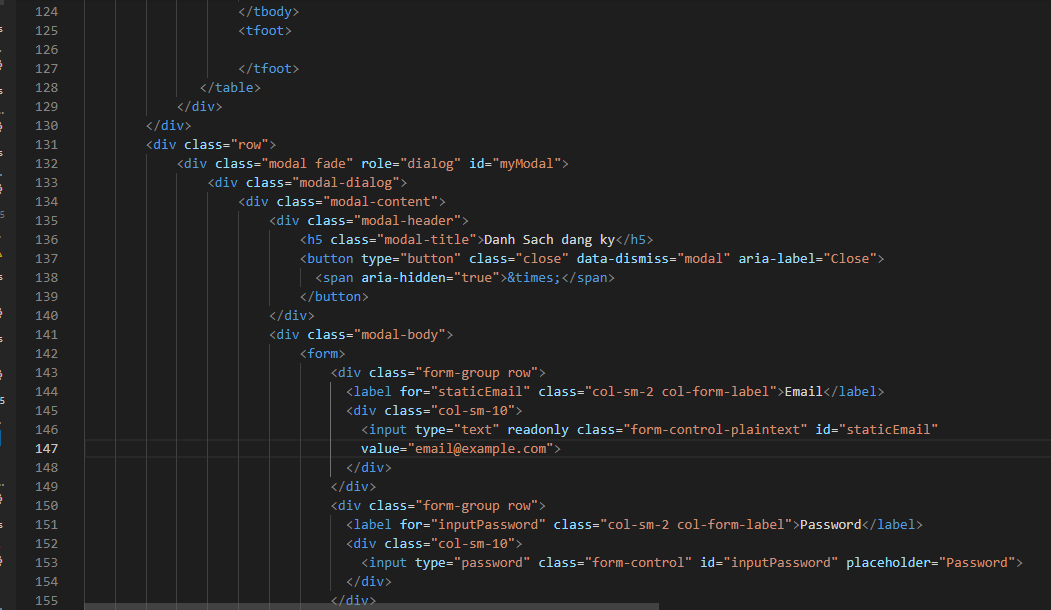 124 </tbody>
125 <tfoot>
126
127 </tfoot>
128 </table>
129 </div>
130 </div>
131 <div class="row">
132 <div class="modal fade" role="dialog" id="myModal">
133 <div class="modal-dialog">
134 <div class="modal-content">
135 <div class="modal-header">
136 <h5 class="modal-title">Danh Sach dang ky</h5>
137 <button type="button" class="close" data-dismiss="modal" aria-label="Close">
138 <span aria-hidden="true">&times;</span>
139 </button>
140 </div>
141 <div class="modal-body">
142 <form>
143 <div class="form-group row">
144 <label for="staticEmail" class="col-sm-2 col-form-label">Email</label>
145 <div class="col-sm-10">
146 <input type="text" readonly class="form-control-plaintext" id="staticEmail"
147 value="email@example.com">
148 </div>
149 </div>
150 <div class="form-group row">
151 <label for="inputPassword" class="col-sm-2 col-form-label">Password</label>
152 <div class="col-sm-10">
153 <input type="password" class="form-control" id="inputPassword" placeholder="Password">
154 </div>
155 </div>